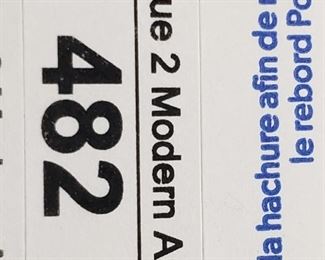 la hachure afin de
le rebord Po
ue 2 Modern A
482